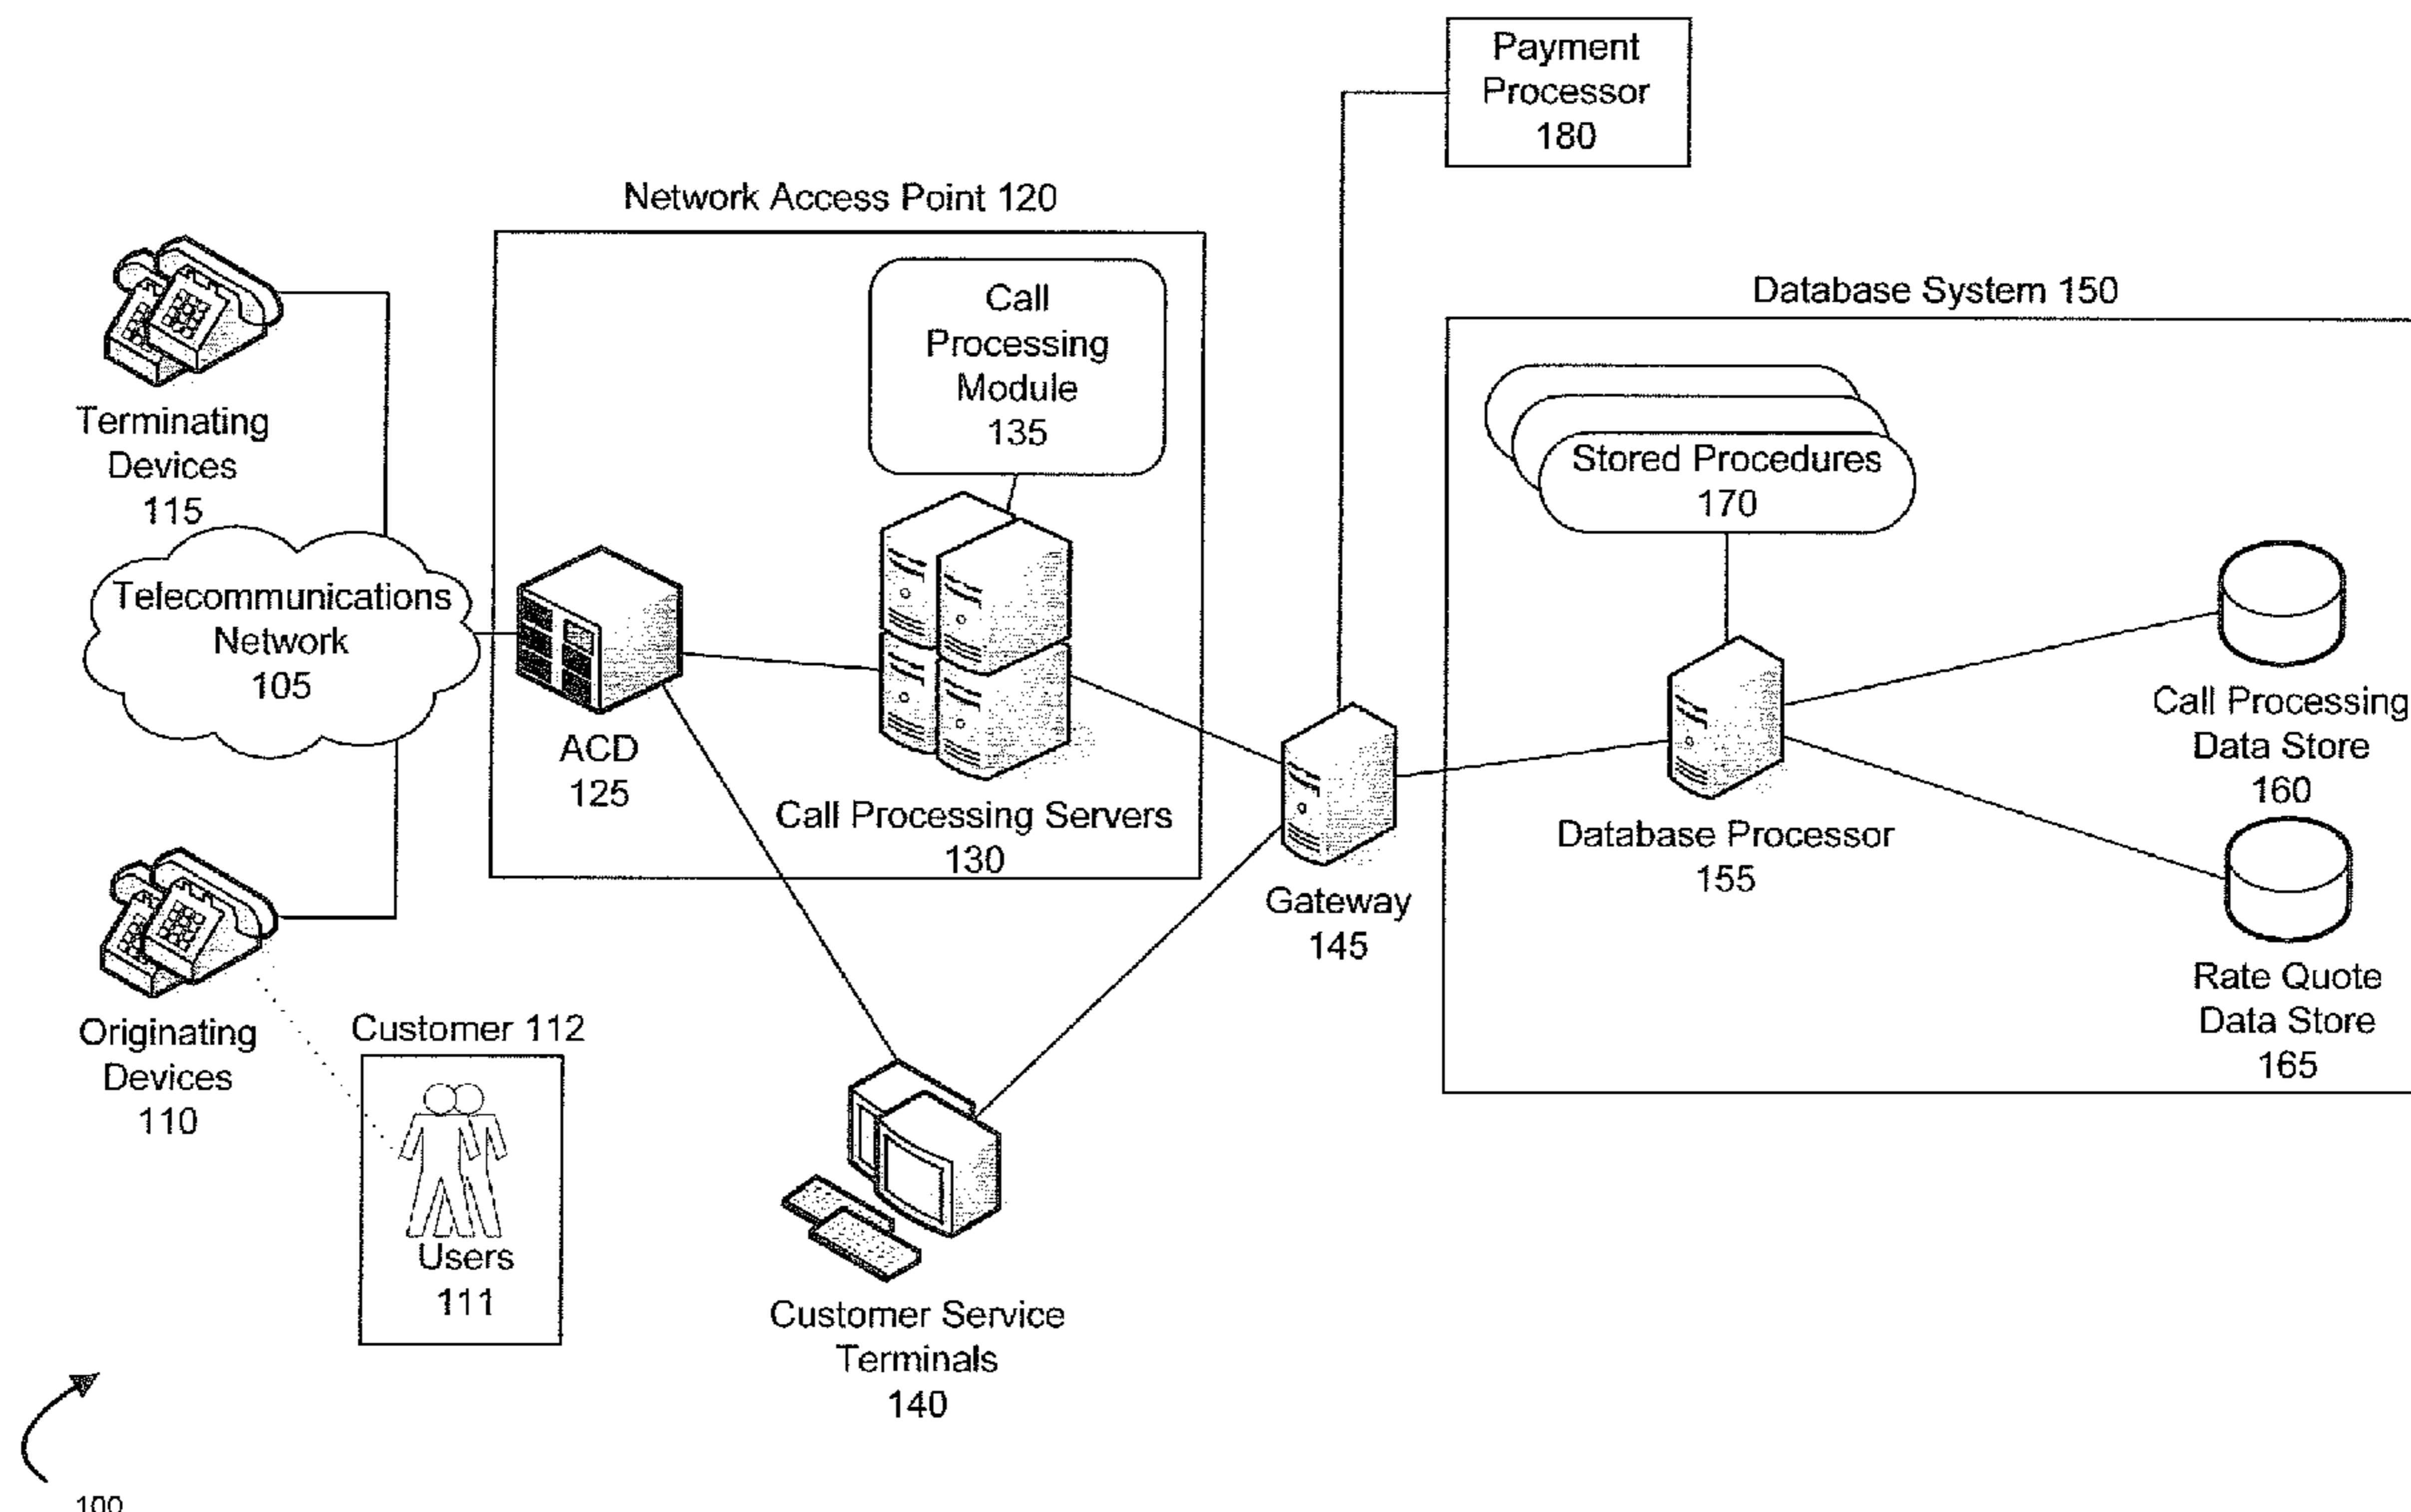 Payment
Processor
180
Network Access Point 120
Call
Processing
Module
135
Database System 150
Terminating
Devices
115
Stored Procedures
170
Telecommunications
Network
105
ACD
125
Call Processing Servers
130
Gateway
145
Database Processor
155
Call Processing
Data Store
160
Rate Quote
Data Store
165
Originating
Devices
110
Customer 112
Users
111
Customer Service
Terminals
140
100